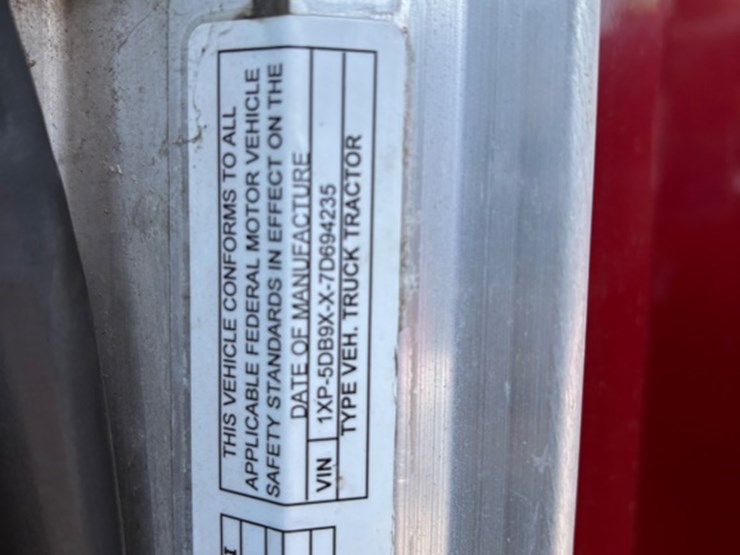 THIS VEHICLE CONFORMS TO ALL
APPLICABLE FEDERAL MOTOR VEHICLE
SAFETY STANDARDS IN EFFECT ON THE
DATE OF MANUFACTURE
VIN 1XP-5DB9X-X-7D694235
TYPE VEH. TRUCK TRACTOR